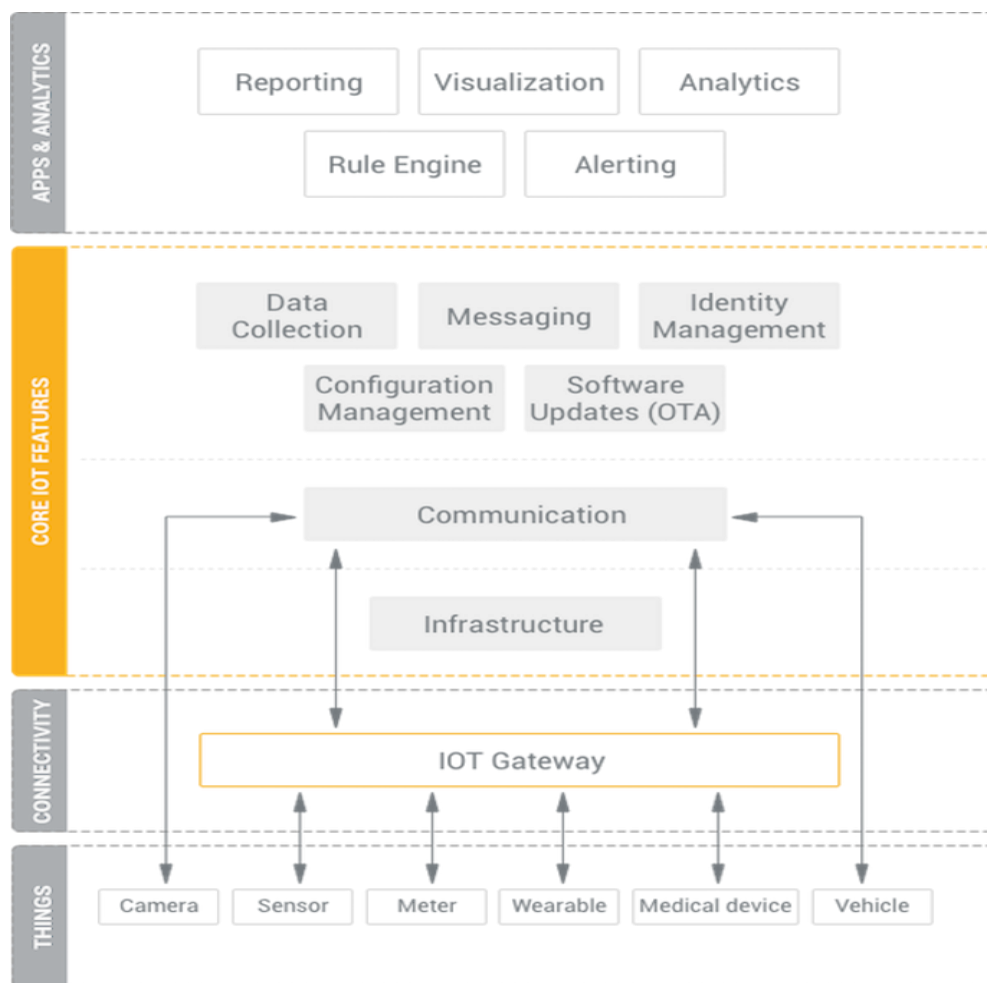 APPS & ANALYTICS
Reporting
Visualization
Analytics
Rule Engine
Alerting
CORE IOT FEATURES
Data
Collection
Messaging
Identity
Management
Configuration
Management
Software
Updates (OTA)
Communication
Infrastructure
CONNECTIVITY
IOT Gateway
THINGS
Camera
Sensor
Meter
Wearable
Medical device
Vehicle